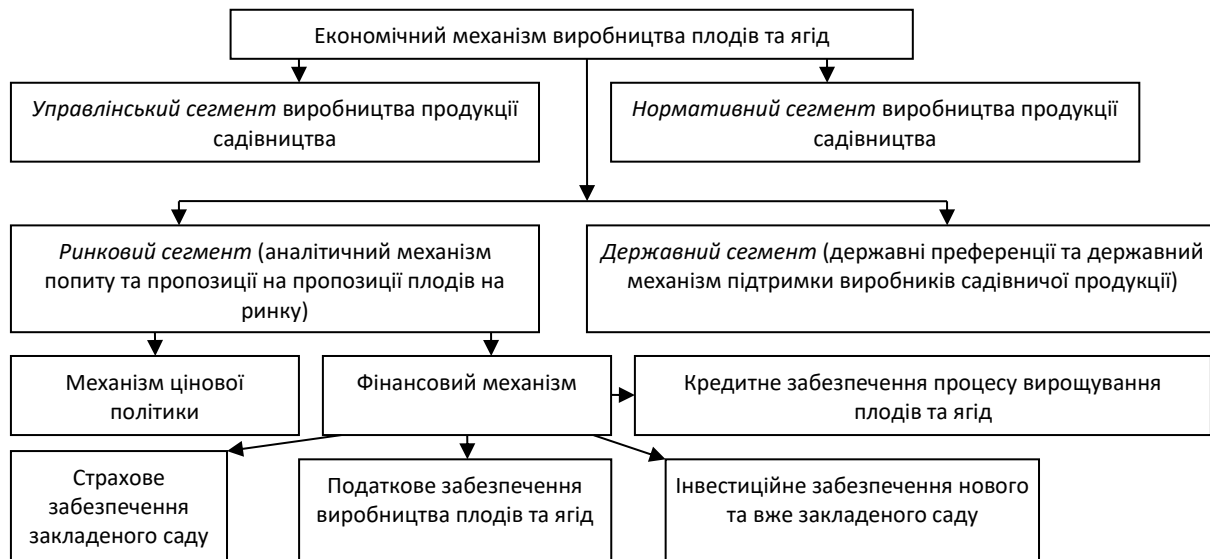 Економічний механізм виробництва плодів та ягід
Управлінський сегмент виробництва продукції
садівництва
Нормативний сегмент виробництва продукції
садівництва
Ринковий сегмент (аналітичний механізм
попиту та пропозиції на пропозиції плодів на
ринку)
Державний сегмент (державні преференції та державний
механізм підтримки виробників садівничої продукції)
Механізм цінової
політики
Фінансовий механізм
Кредитне забезпечення процесу вирощування
плодів та ягід
Страхове
забезпечення
закладеного саду
Податкове забезпечення
виробництва плодів та ягід
Інвестиційне забезпечення нового
та вже закладеного саду